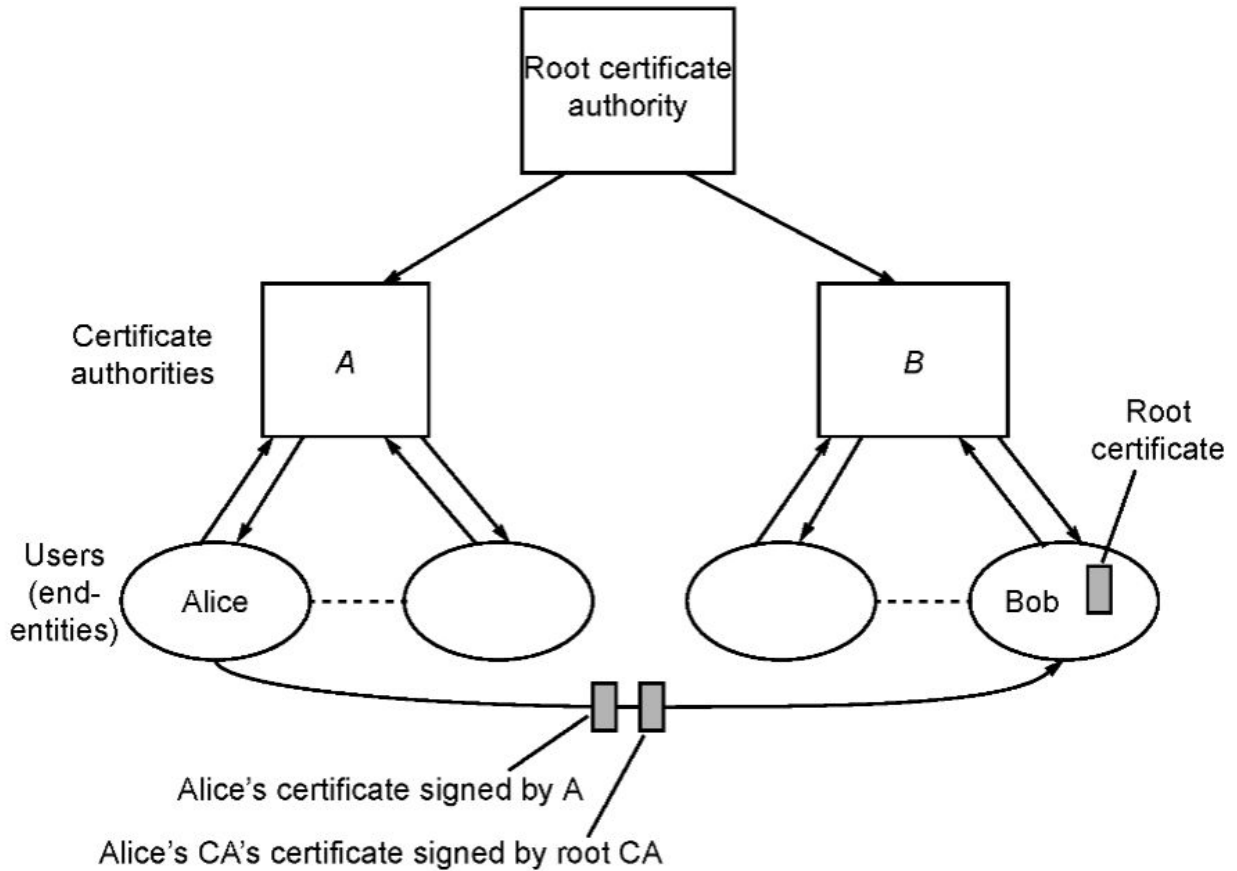 Root certificate
authority
Certificate
authorities
A
B
Root
certificate
Users
(end-
entities)
Alice
Bob
Alice's certificate signed by A
Alice's CA's certificate signed by root CA